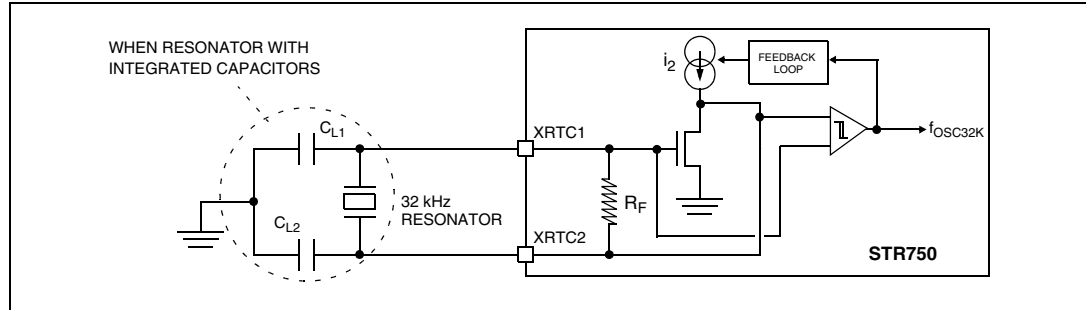 WHEN RESONATOR WITH
INTEGRATED CAPACITORS
i2
FEEDBACK
LOOP
CL1
XRTC1
fOSC32K
32 kHz
RESONATOR
RF
CL2
XRTC2
STR750